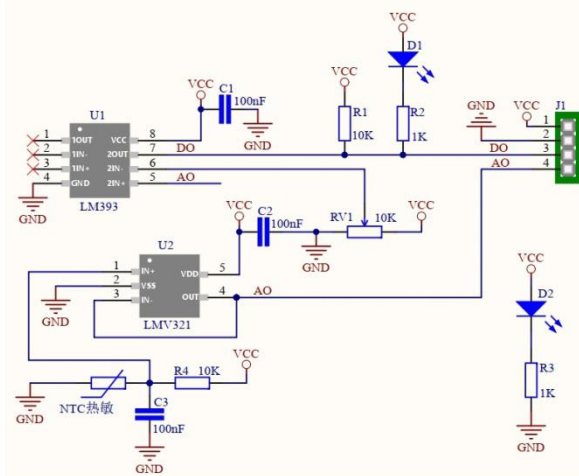 VCC
D1
VCC
C1
100nF
VCC
J1
U1
GND
VCC
R1
10K
R2
1K
GND
1
2
3
4
1 1OUT VCC 8
2 1IN- 2OUT 7 DO
3 1IN+ 2IN- 6
4 GND 2IN+ 5 AO
DO
AO
LM393
GND
VCC
C2
100nF
RV1
10K
VCC
GND
U2
1 IN+ VDD 5
2 VSS
3 IN- OUT 4 AO
GND
LMV321
VCC
D2
R4 10K
VCC
NTC热敏
GND
C3
100nF
GND
R3
1K
GND